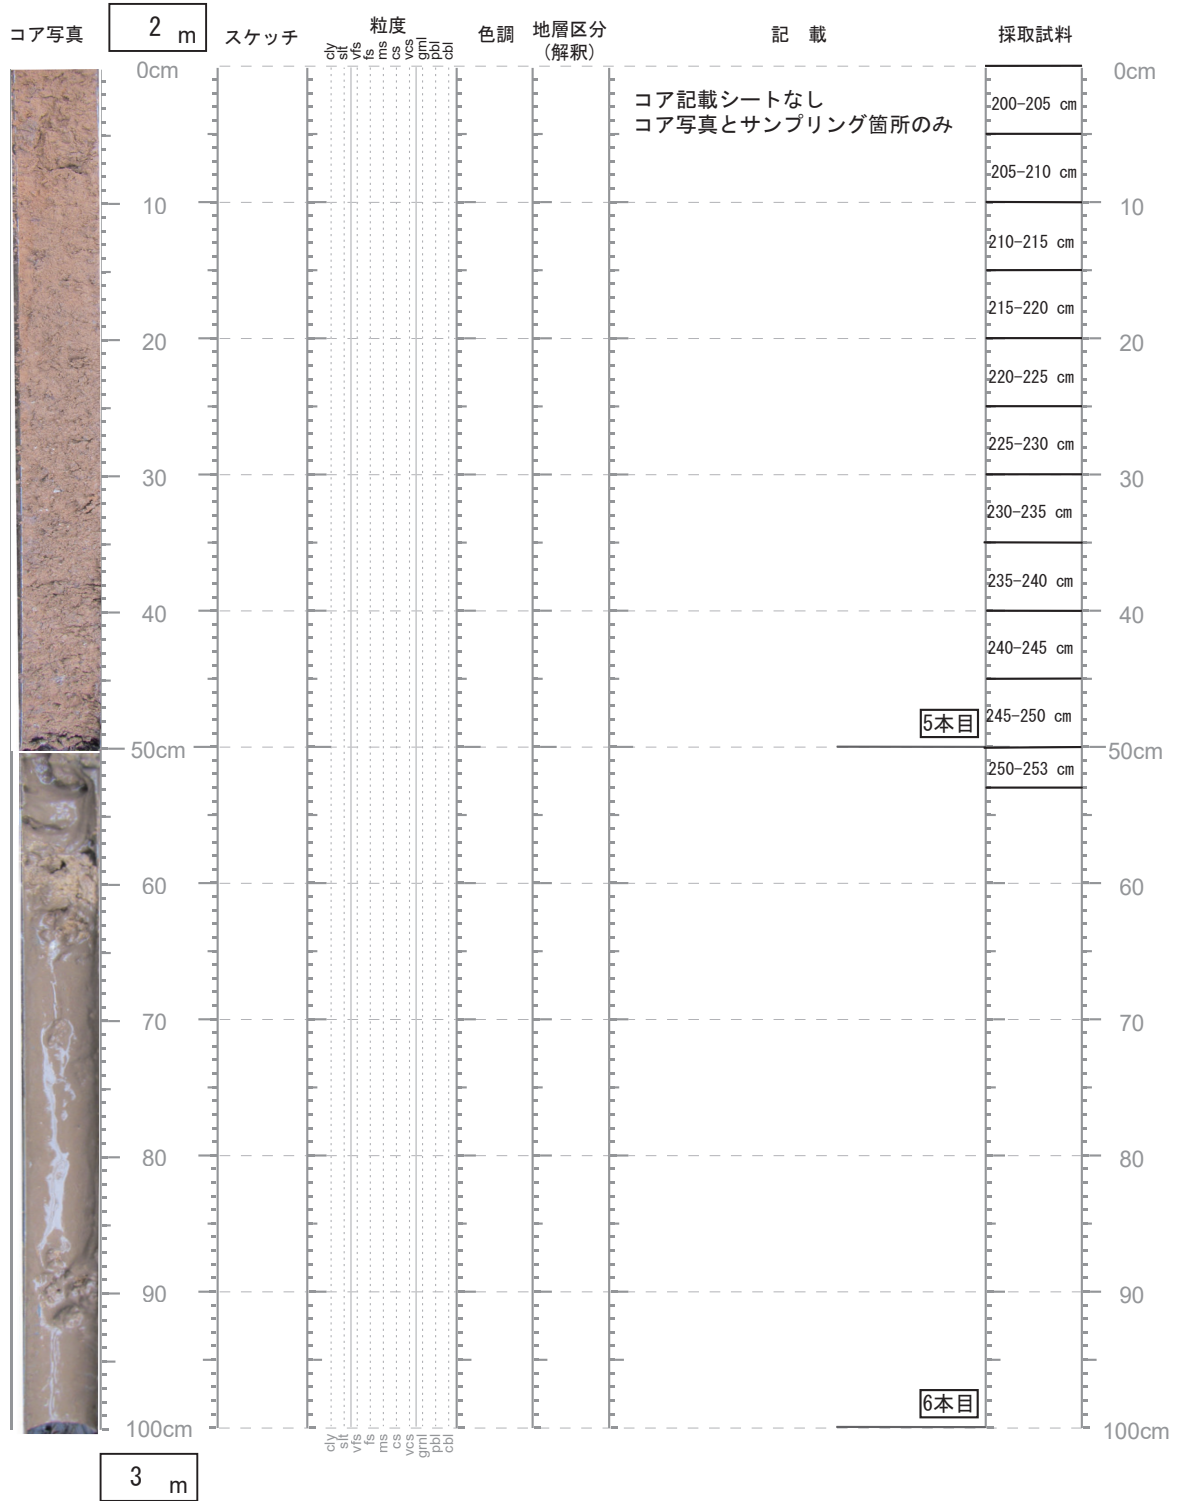 コア写真
2 m
スケッチ
粒度
cly slt vfs fs ms cs vcs grnl pbl cbl
色調
地層区分
(解釈)
記 載
採取試料
0cm
0cm
コア記載シートなし
コア写真とサンプリング箇所のみ
200-205 cm
205-210 cm
10
10
210-215 cm
215-220 cm
20
20
220-225 cm
225-230 cm
30
30
230-235 cm
235-240 cm
40
40
240-245 cm
5本目
245-250 cm
50cm
50cm
250-253 cm
60
60
70
70
80
80
90
90
6本目
100cm
100cm
cly slt vfs fs ms cs vcs grnl pbl cbl
3 m